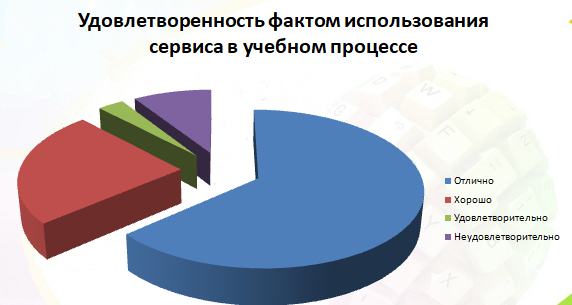 Удовлетворенность фактом использования
сервиса в учебном процессе
Отлично
Хорошо
Удовлетворительно
Неудовлетворительно